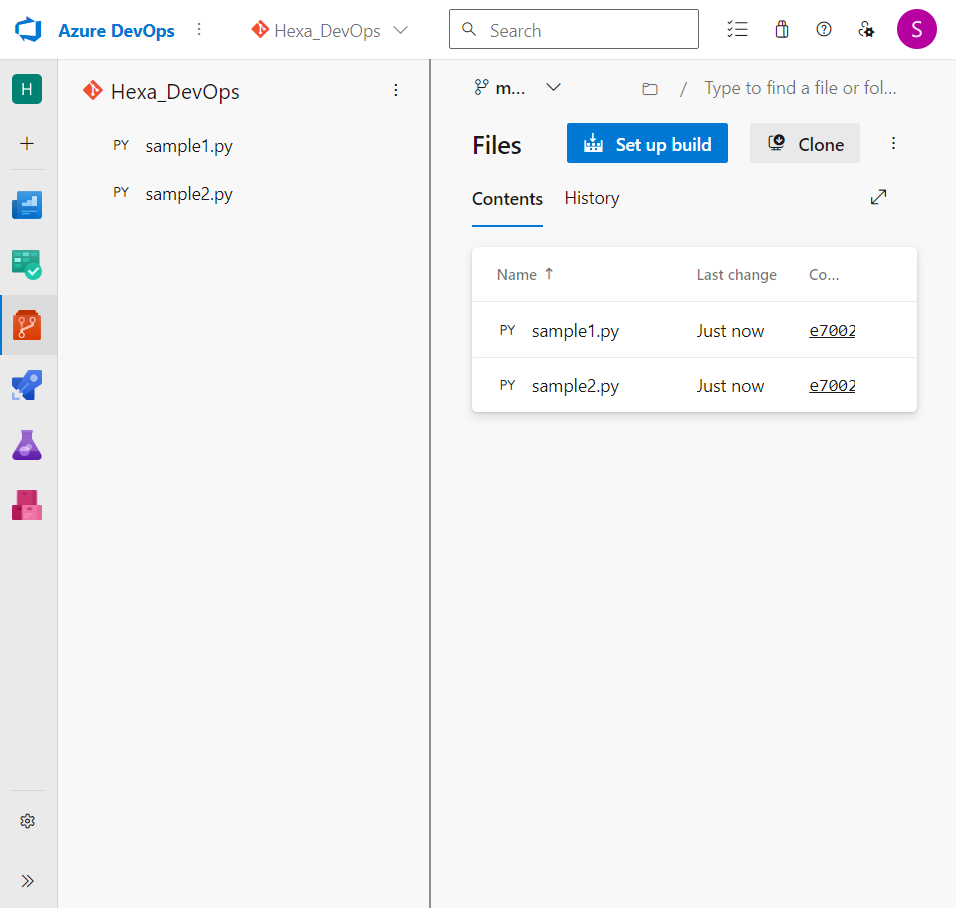 Azure DevOps
Hexa_DevOps
Search
S
H
Hexa_DevOps
PY sample1.py
PY sample2.py
m...
/ Type to find a file or fol...
Files
Set up build
Clone
Contents
History
Name ↑ Last change Co...
PY sample1.py Just now e7002
PY sample2.py Just now e7002